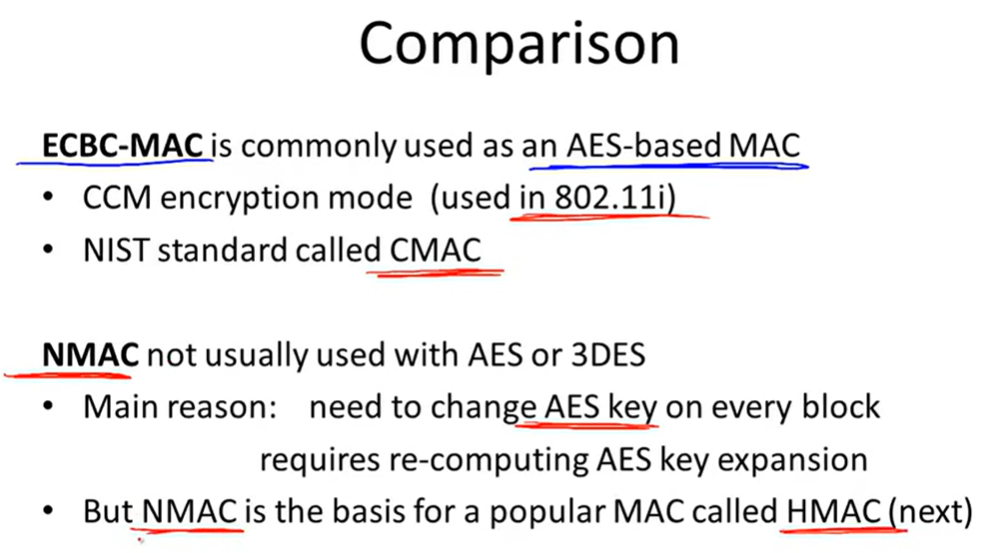 Comparison
ECBC-MAC is commonly used as an AES-based MAC
• CCM encryption mode (used in 802.11i)
• NIST standard called CMAC
NMAC not usually used with AES or 3DES
• Main reason: need to change AES key on every block
requires re-computing AES key expansion
• But NMAC is the basis for a popular MAC called HMAC (next)